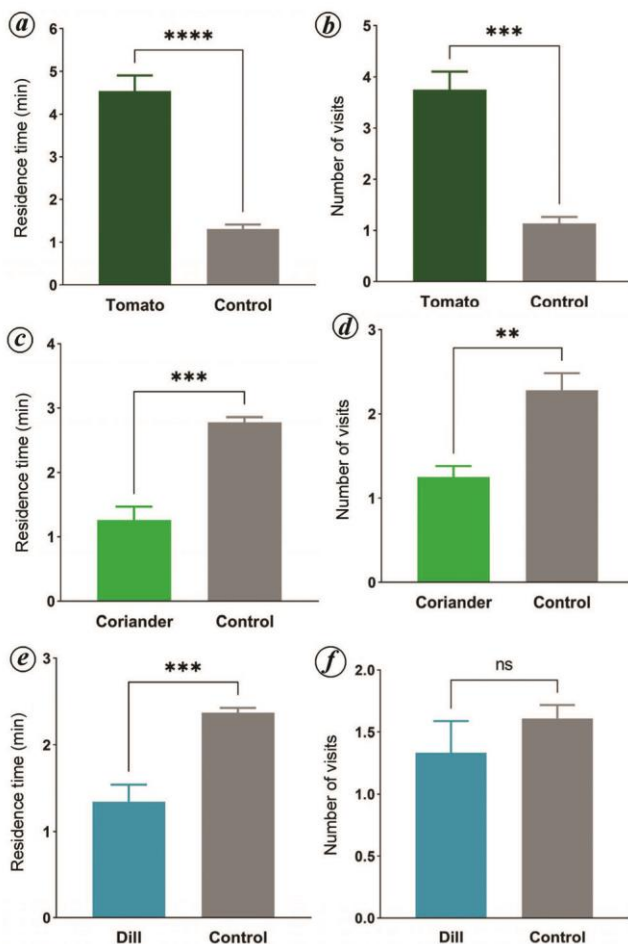 a
Residence time (min)
6
5
4
3
2
1
0
****
Tomato Control
b
Number of visits
5
4
3
2
1
0
***
Tomato Control
c
Residence time (min)
4
3
2
1
0
***
Coriander Control
d
Number of visits
3
2
1
0
**
Coriander Control
e
Residence time (min)
3
2
1
0
***
Dill Control
f
Number of visits
2.0
1.5
1.0
0.5
0.0
ns
Dill Control